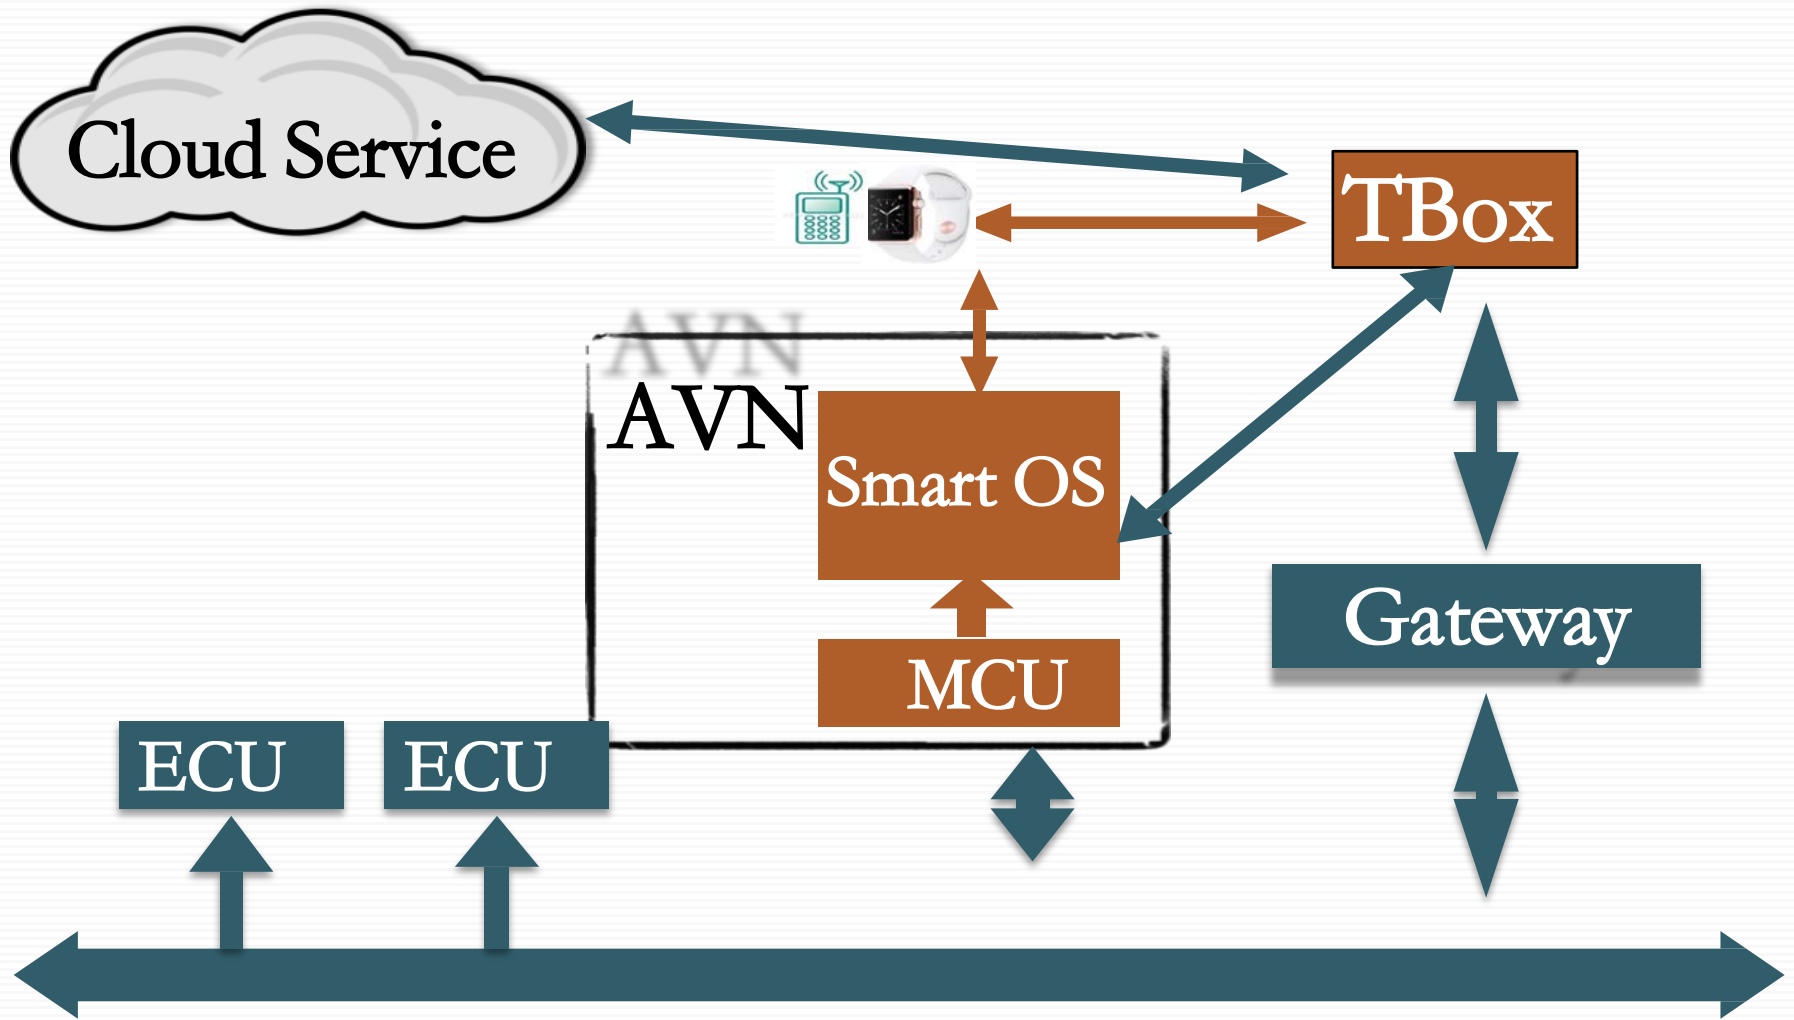 Cloud Service
TBox
AVN
AVN
Smart OS
Gateway
MCU
ECU
ECU